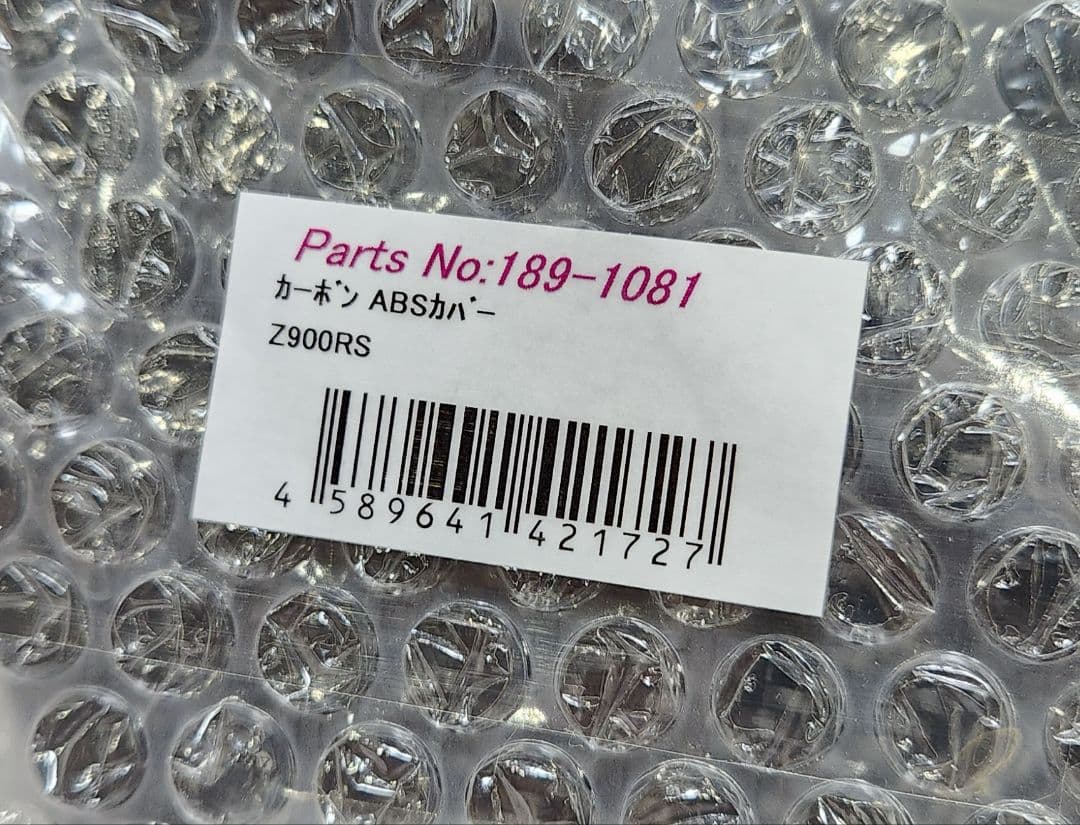 Parts No:189-1081
ｶｰﾎﾞﾝ ABSｶﾊﾞｰ
Z900RS
4 589641 421727